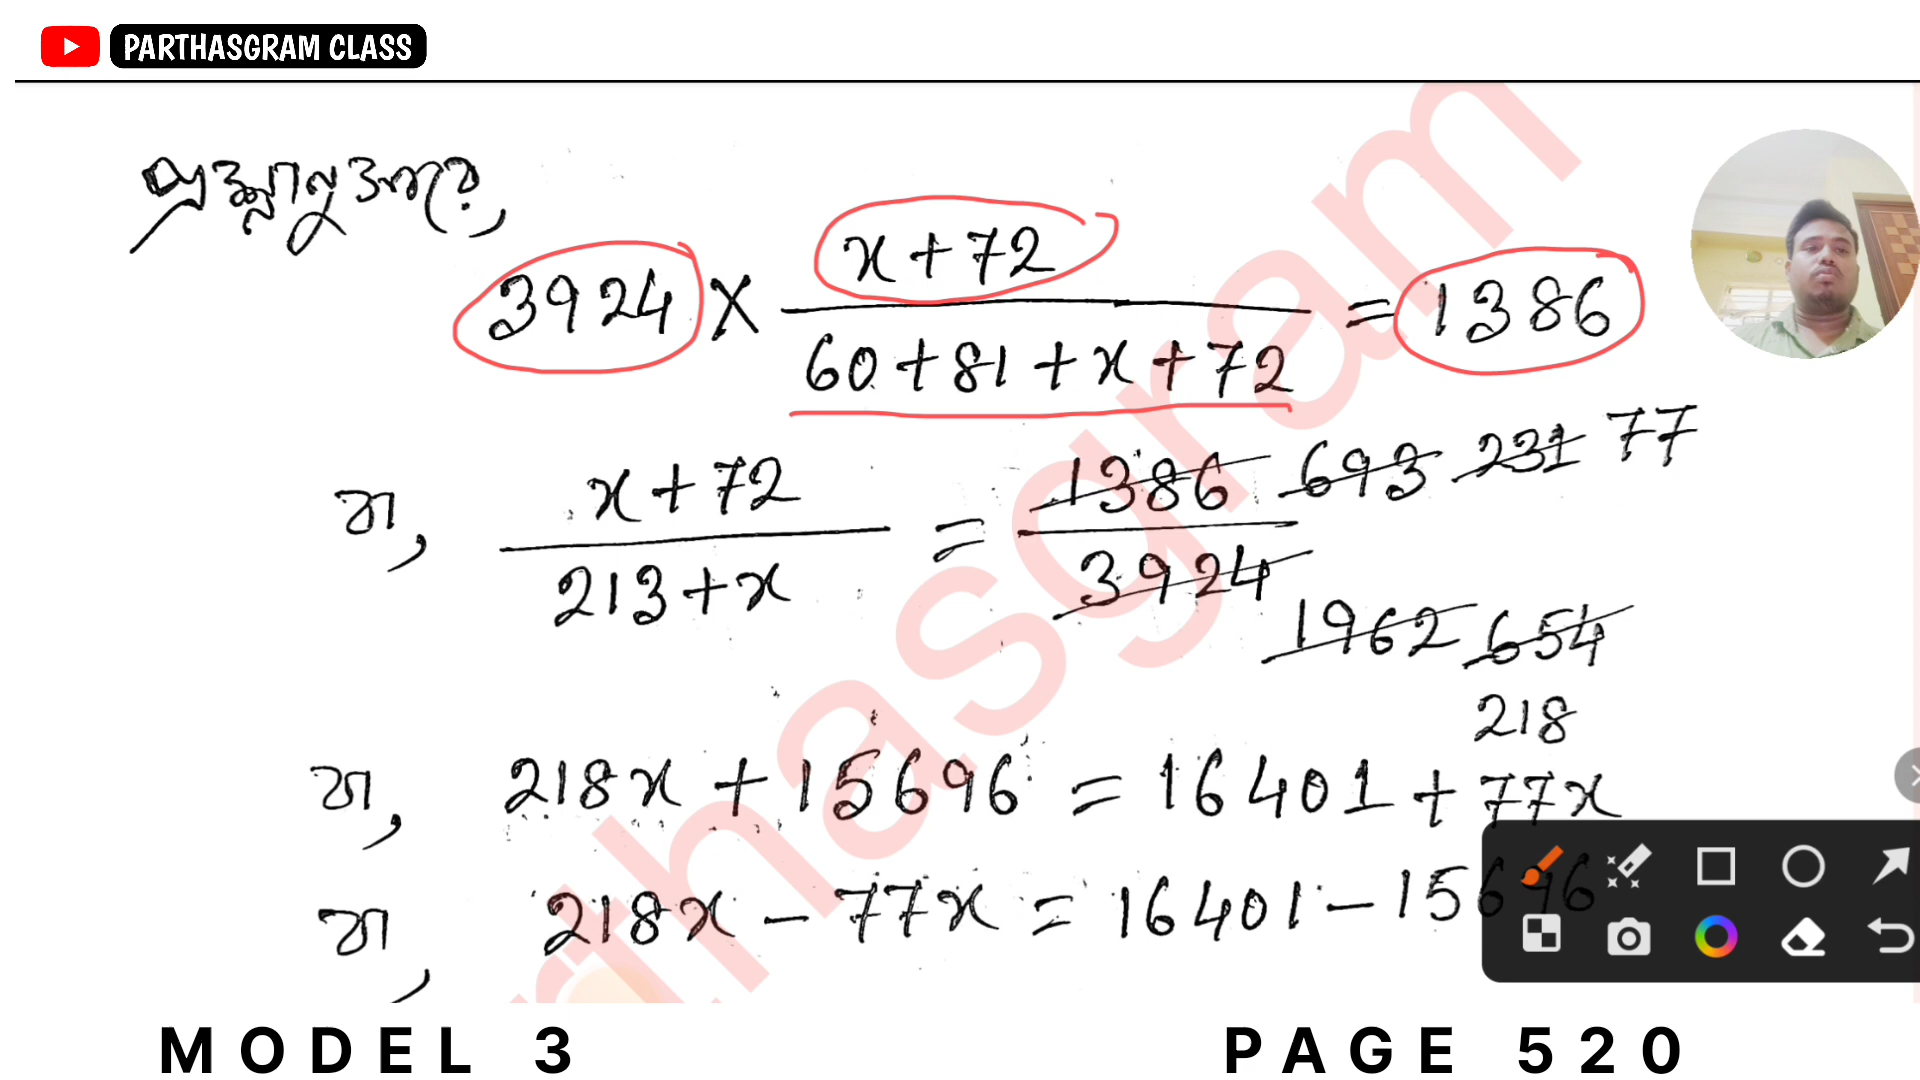 PARTHASGRAM CLASS
প্রশ্নানুসারে,
3924 × (x+72)/(60+81+x+72) = 1386
বা, (x+72)/(213+x) = 1386/3924 693 231 77
1962 654
218
বা, 218x + 15696 = 16401 + 77x
বা, 218x - 77x = 16401 - 15696
MODEL 3
PAGE 520